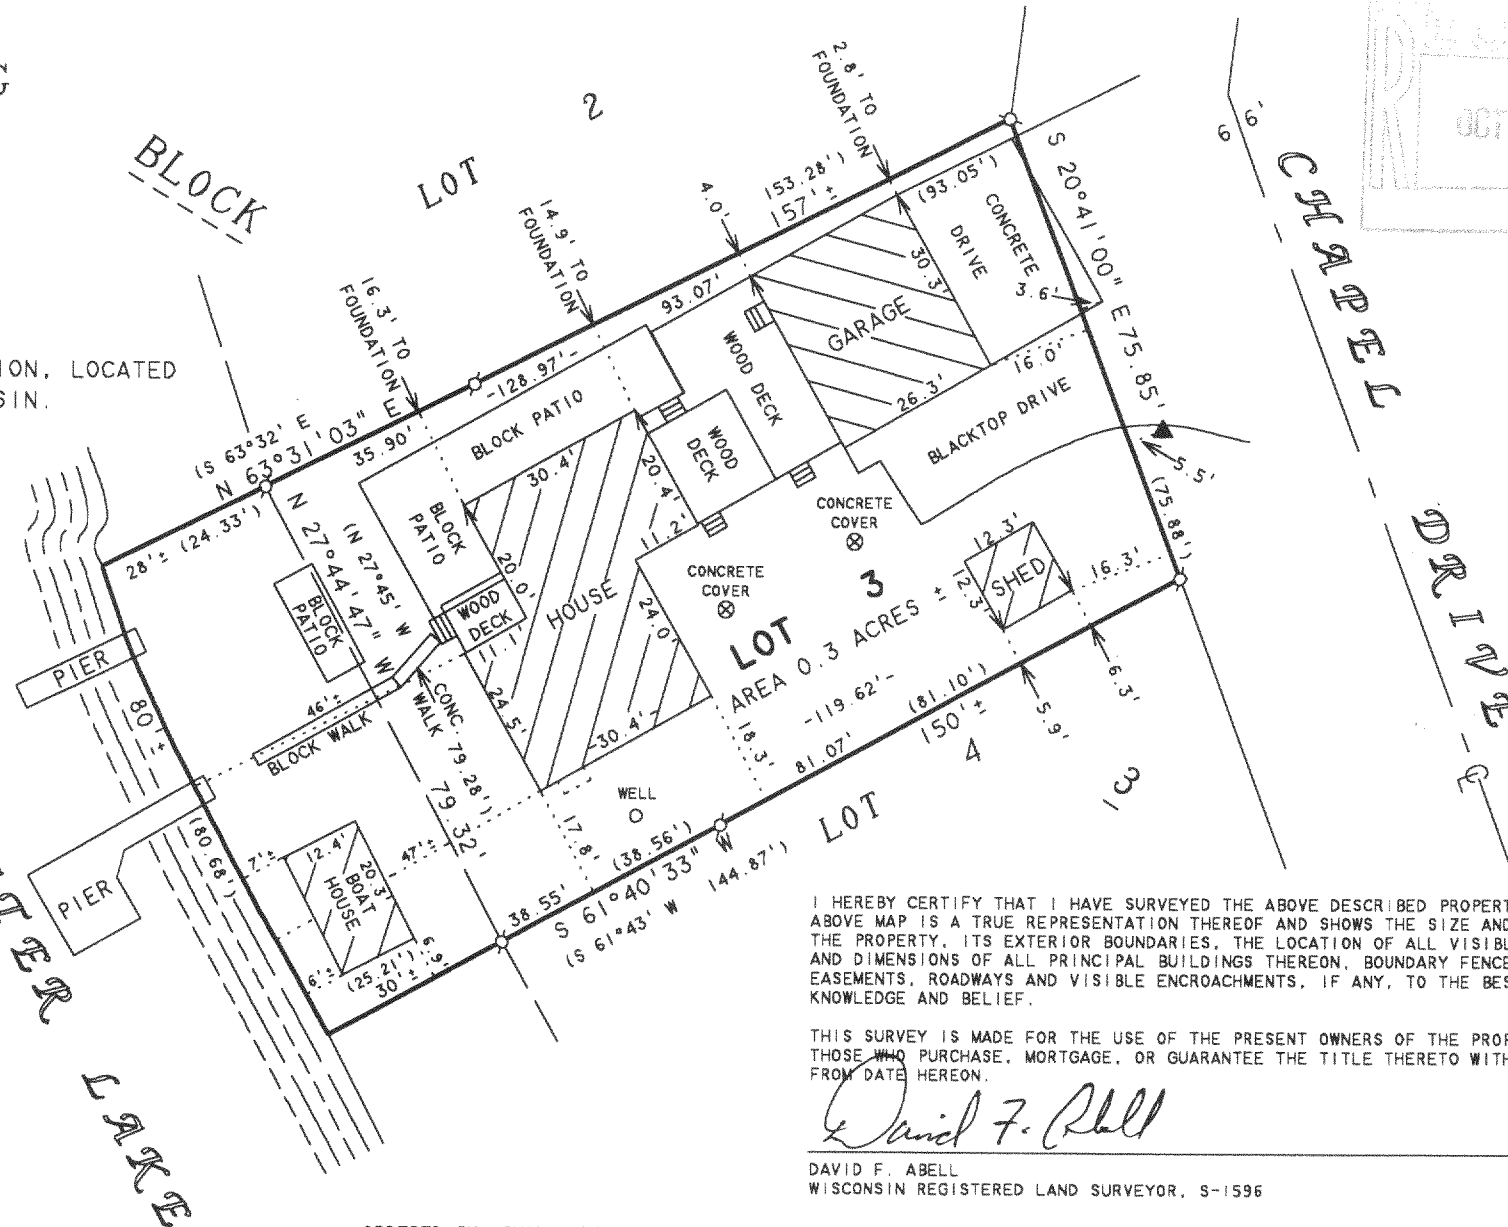 BLOCK
LOT
2
ION, LOCATED
SIN.
16.3' TO
FOUNDATION
14.9' TO
FOUNDATION
4.0'
2.8' TO
FOUNDATION
(153.28')
157'±
(93.05')
93.07'
-128.97'-
35.90'
(S 63°32' E
N 63°31'03" E
28'± (24.33')
S 20°41'00" E 75.85'
(75.88')
66'
CHAPEL DRIVE
OCT
CONCRETE
DRIVE
3.6'
30.3'
GARAGE
26.3'
16.0'
BLACKTOP DRIVE
5.5'
WOOD DECK
WOOD
DECK
BLOCK PATIO
BLOCK
PATIO
30.4'
20.4'
11.2'
20.0'
HOUSE
24.0'
24.5'
-30.4'-
WOOD
DECK
11.1'
CONCRETE
COVER
CONCRETE
COVER
12.3'
12.3'
SHED
16.3'
6.3'
5.9'
LOT 3
AREA 0.3 ACRES ±
-119.62'-
(81.10')
81.07'
150'±
18.3'
17.8'
WELL
N 27°44'47" W
(N 27°45' W
79.28')
79.32'
CONC.
WALK
BLOCK
PATIO
46'±
BLOCK WALK
PIER
80'±
(80.68')
PIER
7'±
47'±
12.4'
20.3'
BOAT
HOUSE
6'±
6.9'
(25.21')
30'±
38.55'
(38.56')
S 61°40'33" W
(S 61°43' W
144.87')
LOT
4
13
TER LAKE
I HEREBY CERTIFY THAT I HAVE SURVEYED THE ABOVE DESCRIBED PROPERT
ABOVE MAP IS A TRUE REPRESENTATION THEREOF AND SHOWS THE SIZE AND
THE PROPERTY, ITS EXTERIOR BOUNDARIES, THE LOCATION OF ALL VISIBL
AND DIMENSIONS OF ALL PRINCIPAL BUILDINGS THEREON, BOUNDARY FENCE
EASEMENTS, ROADWAYS AND VISIBLE ENCROACHMENTS, IF ANY, TO THE BES
KNOWLEDGE AND BELIEF.
THIS SURVEY IS MADE FOR THE USE OF THE PRESENT OWNERS OF THE PROP
THOSE WHO PURCHASE, MORTGAGE, OR GUARANTEE THE TITLE THERETO WITH
FROM DATE HEREON.
David F. Abell
DAVID F. ABELL
WISCONSIN REGISTERED LAND SURVEYOR, S-1596